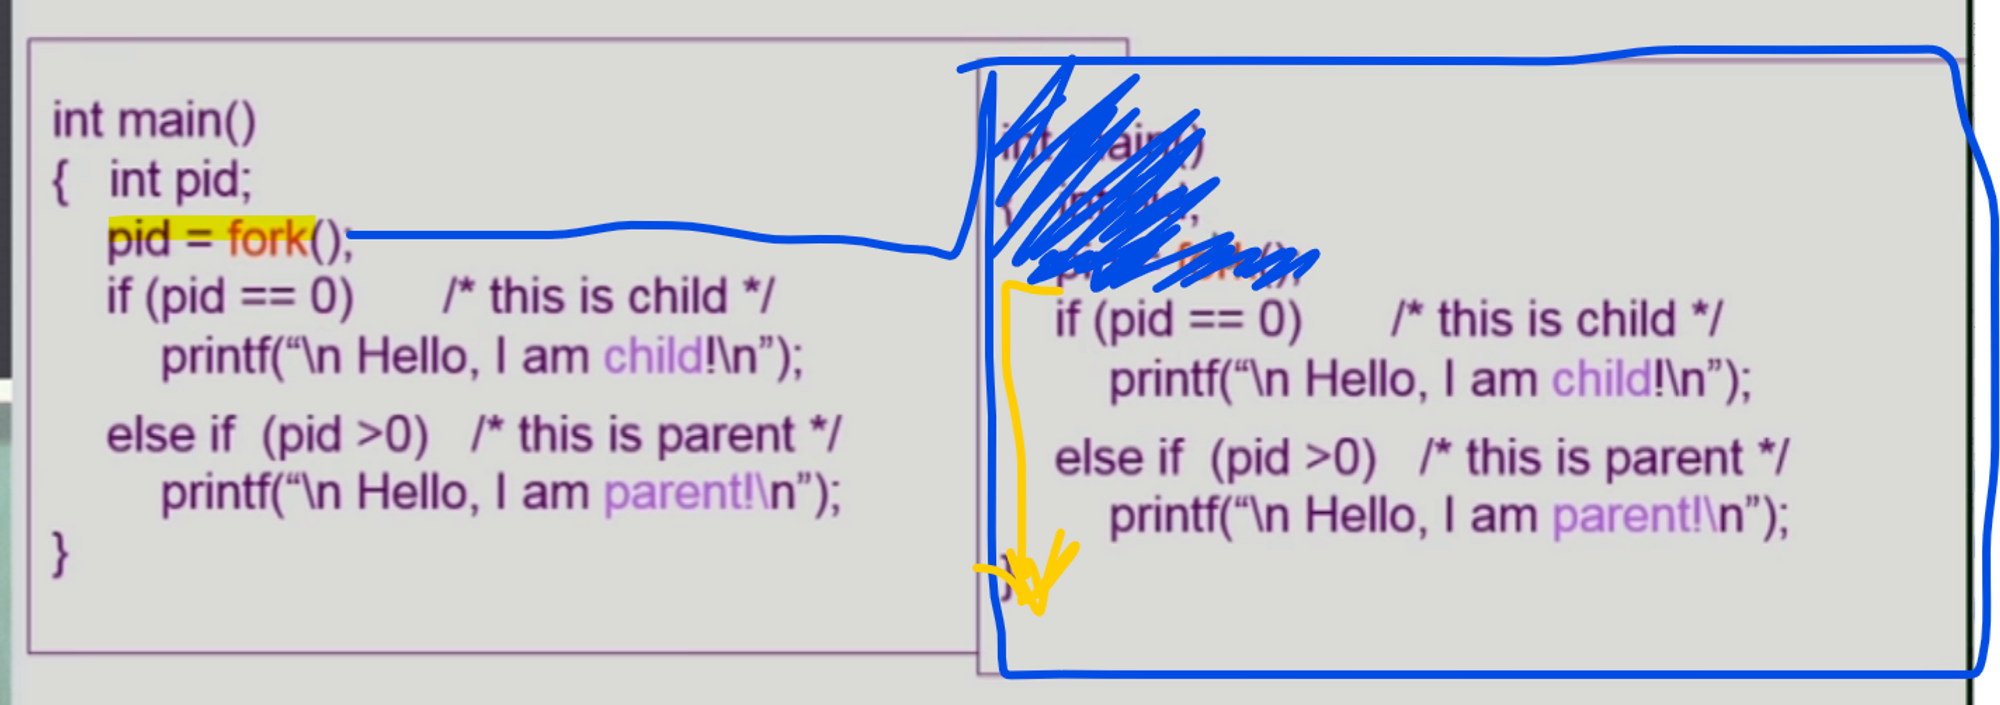 int main()
{ int pid;
pid = fork();
if (pid == 0) /* this is child */
printf(“\n Hello, I am child!\n”);
else if (pid >0) /* this is parent */
printf(“\n Hello, I am parent!\n”);
}
int main()
{
if (pid == 0) /* this is child */
printf(“\n Hello, I am child!\n”);
else if (pid >0) /* this is parent */
printf(“\n Hello, I am parent!\n”);
}